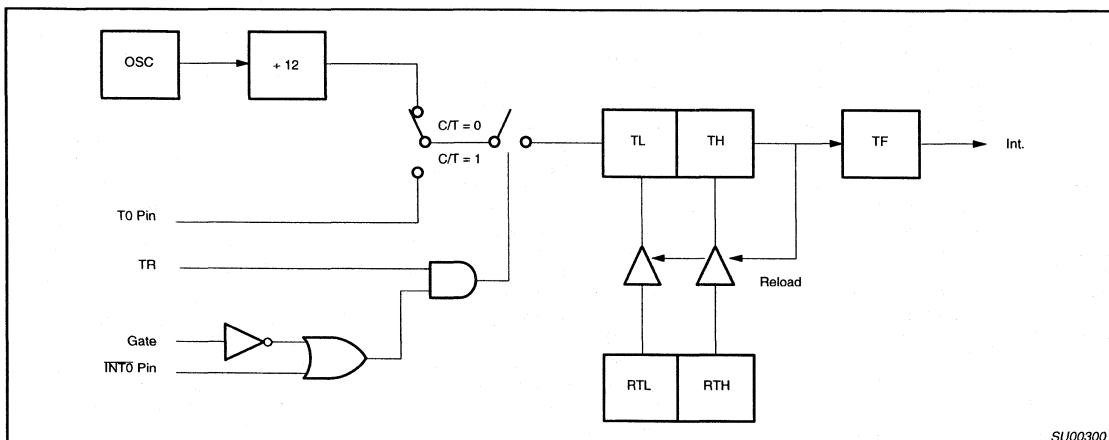 OSC
÷ 12
C/T = 0
C/T = 1
TL
TH
TF
Int.
T0 Pin
TR
Reload
Gate
INT0 Pin
RTL
RTH
SU00300